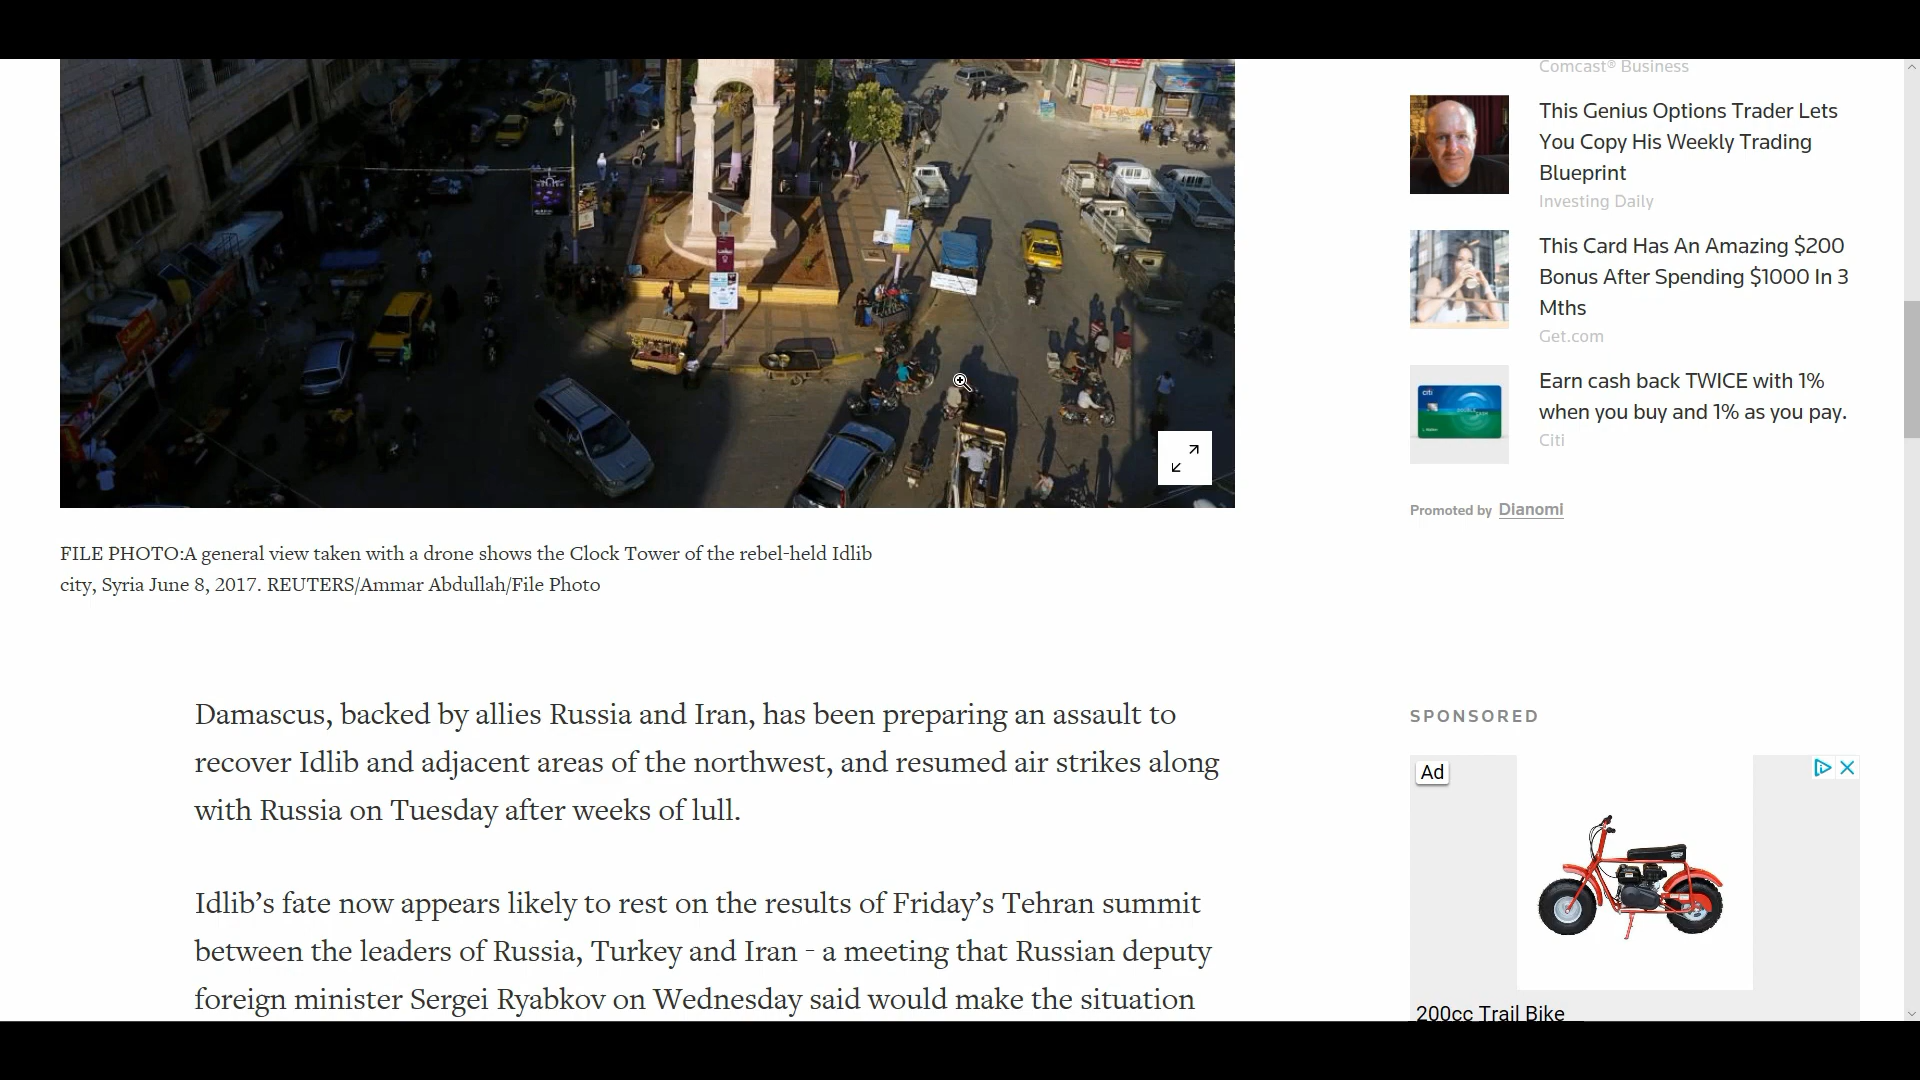 Comcast® Business
This Genius Options Trader Lets
You Copy His Weekly Trading
Blueprint
Investing Daily
This Card Has An Amazing $200
Bonus After Spending $1000 In 3
Mths
Get.com
Earn cash back TWICE with 1%
when you buy and 1% as you pay.
Citi
Promoted by Dianomi
FILE PHOTO:A general view taken with a drone shows the Clock Tower of the rebel-held Idlib
city, Syria June 8, 2017. REUTERS/Ammar Abdullah/File Photo
Damascus, backed by allies Russia and Iran, has been preparing an assault to
recover Idlib and adjacent areas of the northwest, and resumed air strikes along
with Russia on Tuesday after weeks of lull.
Idlib’s fate now appears likely to rest on the results of Friday’s Tehran summit
between the leaders of Russia, Turkey and Iran - a meeting that Russian deputy
foreign minister Sergei Ryabkov on Wednesday said would make the situation
SPONSORED
Ad
200cc Trail Bike